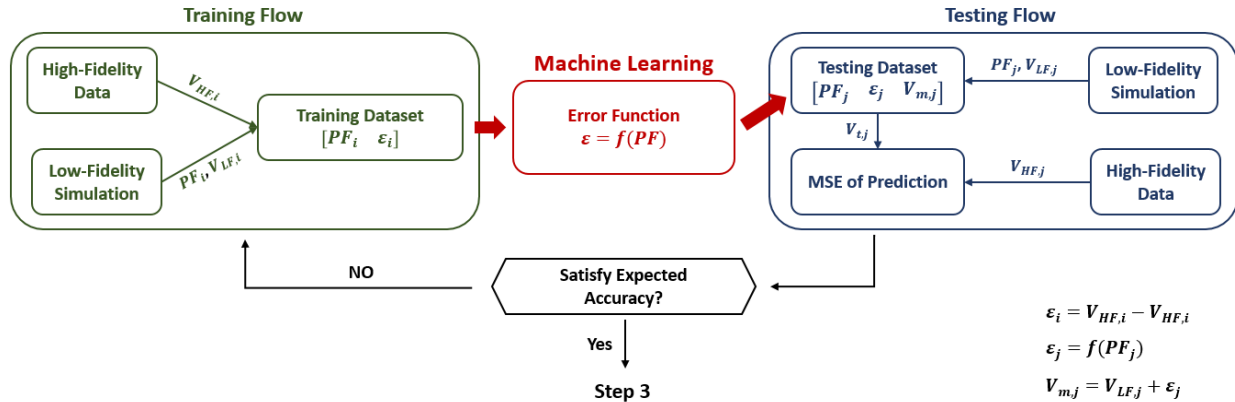 Training Flow
High-Fidelity
Data
V_{HF,i}
Low-Fidelity
Simulation
PF_i, V_{LF,i}
Training Dataset
[PF_i ε_i]
Machine Learning
Error Function
ε = f(PF)
Testing Flow
Testing Dataset
[PF_j ε_j V_{m,j}]
PF_j, V_{LF,j}
Low-Fidelity
Simulation
V_{t,j}
MSE of Prediction
V_{HF,j}
High-Fidelity
Data
NO
Satisfy Expected
Accuracy?
Yes
Step 3
ε_i = V_{HF,i} − V_{HF,i}
ε_j = f(PF_j)
V_{m,j} = V_{LF,j} + ε_j